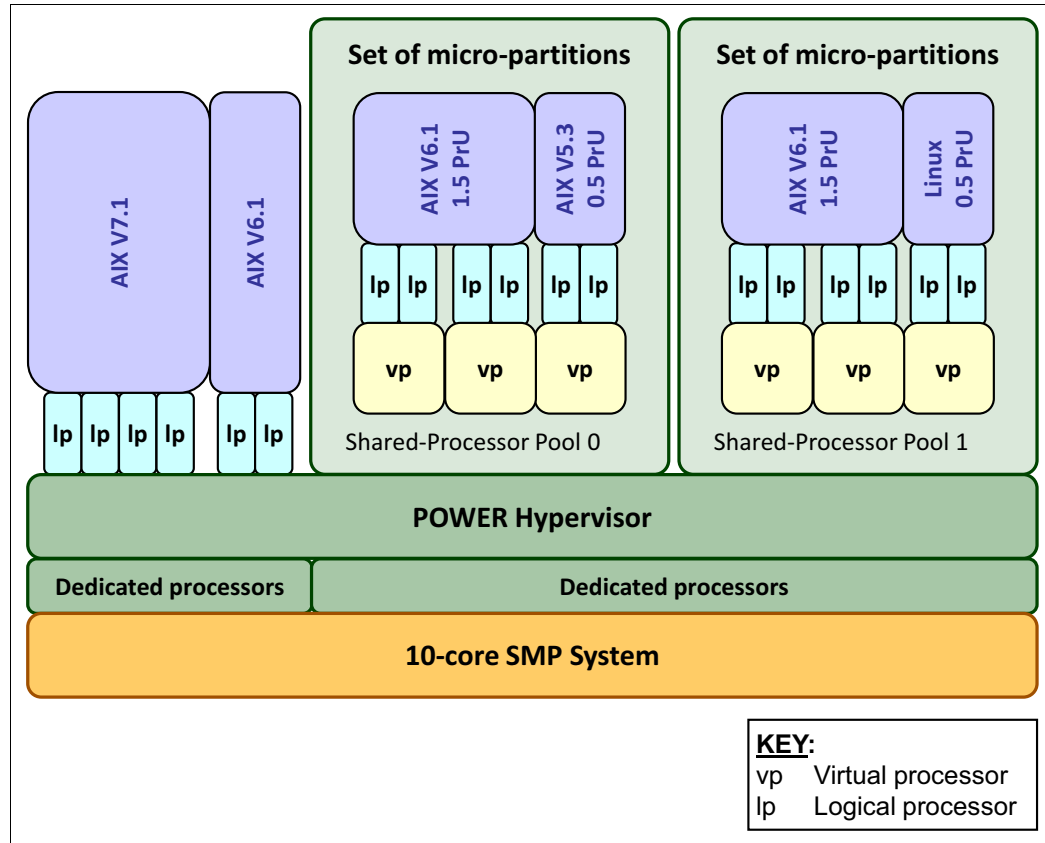 Set of micro-partitions
Set of micro-partitions
AIX V7.1
AIX V6.1
AIX V6.1
1.5 PrU
AIX V5.3
0.5 PrU
AIX V6.1
1.5 PrU
Linux
0.5 PrU
lp lp lp lp lp lp
lp lp lp lp lp lp
vp vp vp
vp vp vp
lp lp lp lp lp lp
Shared-Processor Pool 0
Shared-Processor Pool 1
POWER Hypervisor
Dedicated processors
Dedicated processors
10-core SMP System
KEY:
vp Virtual processor
lp Logical processor